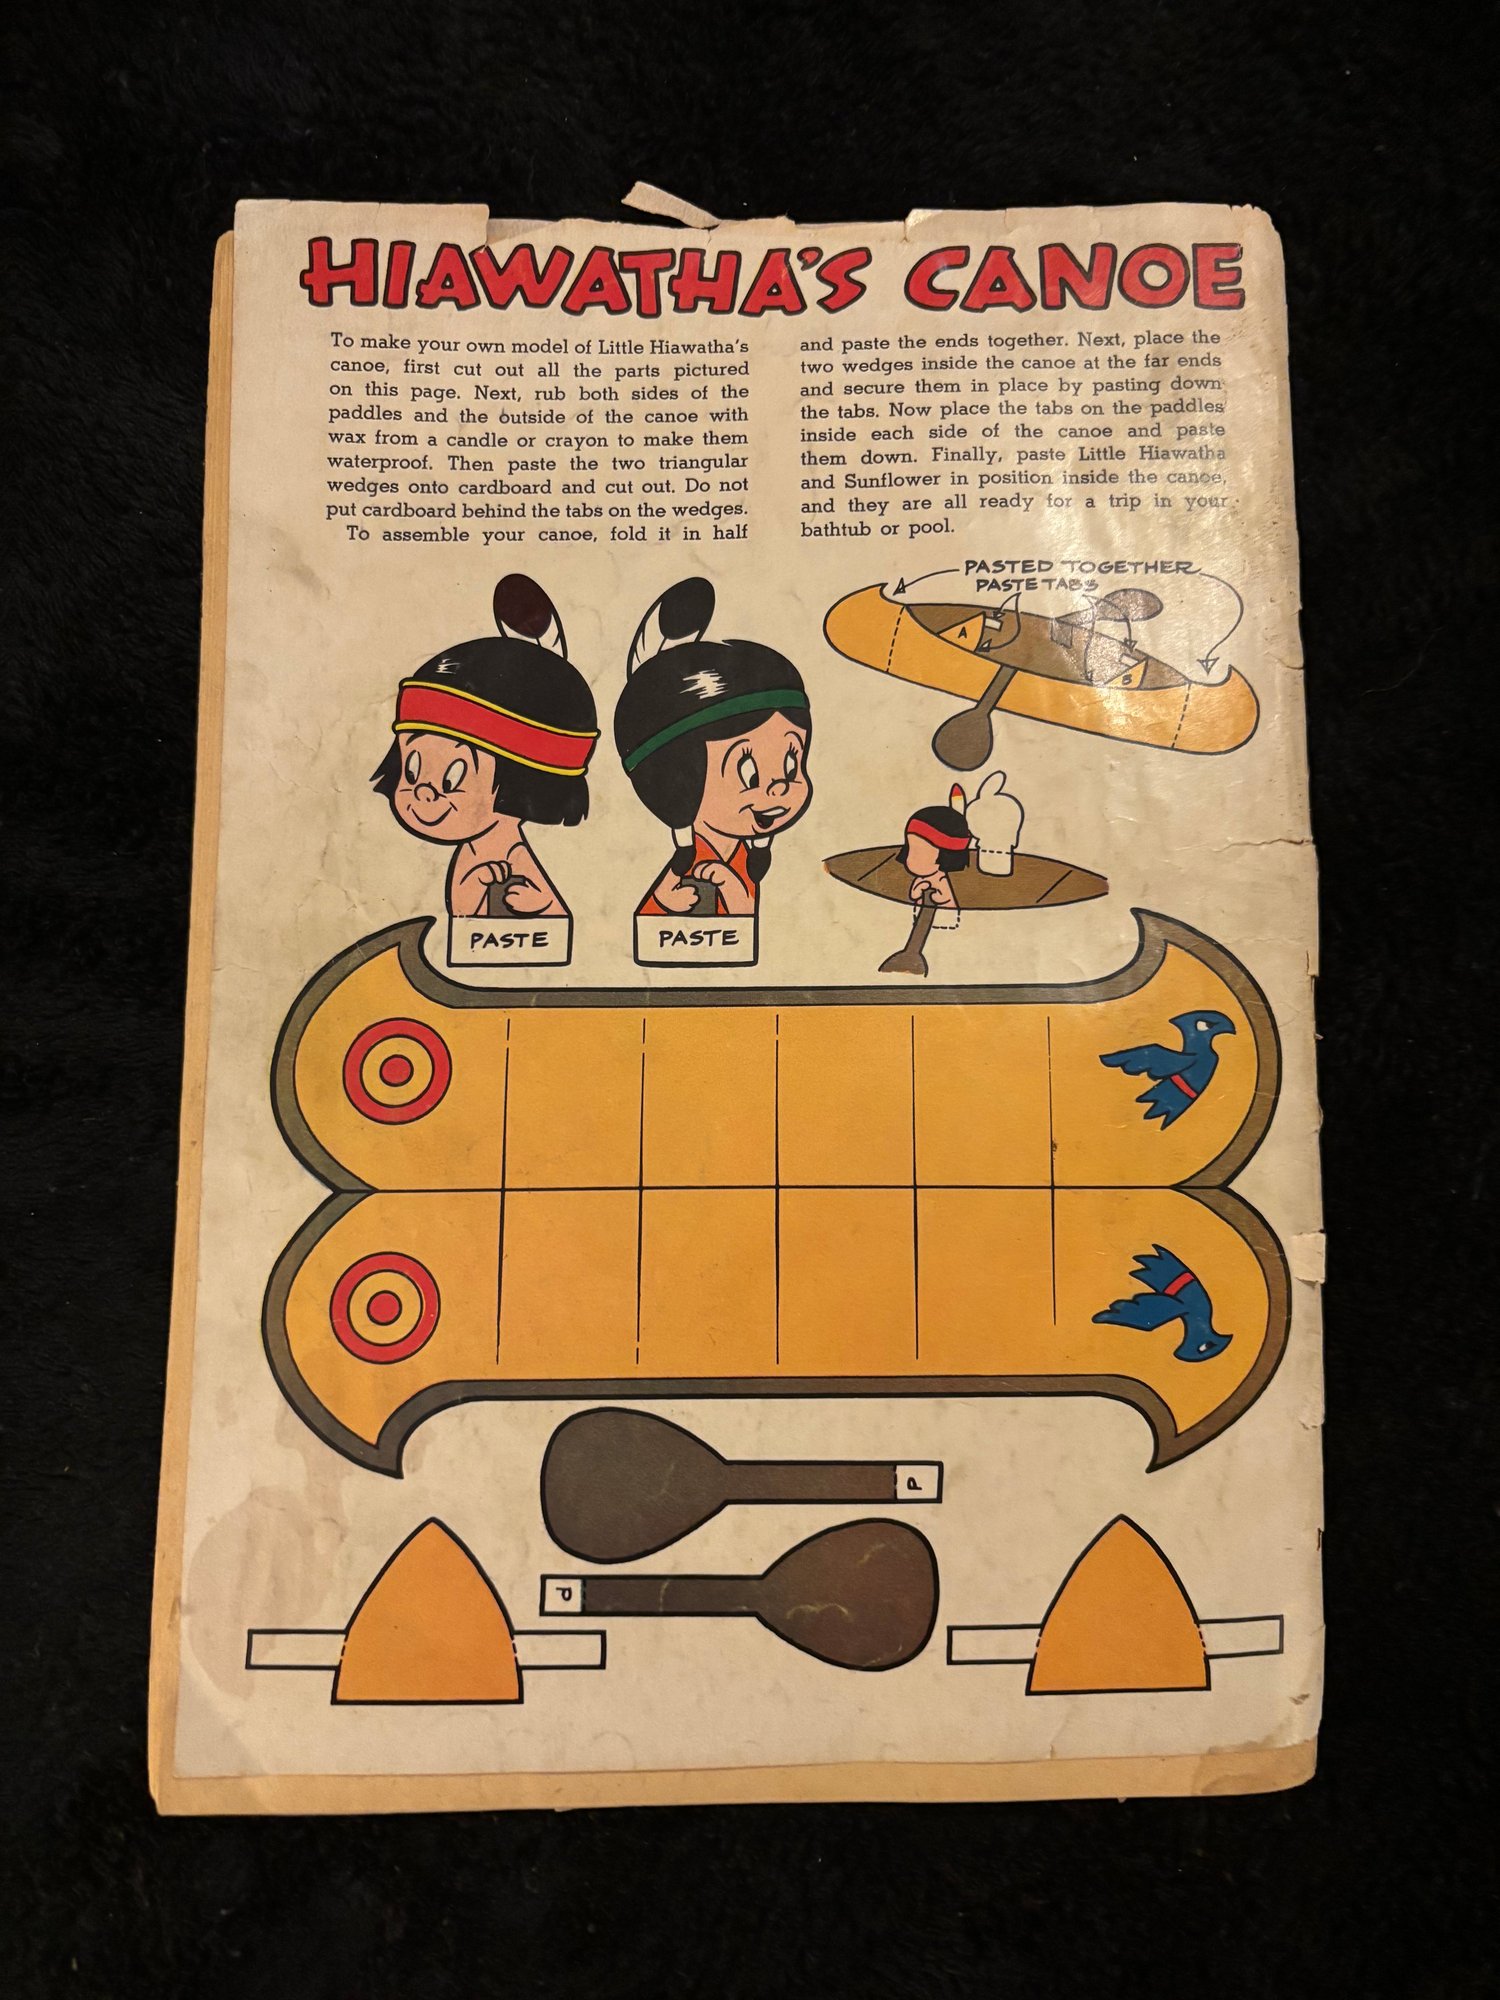 HIAWATHA'S CANOE
To make your own model of Little Hiawatha's
canoe, first cut out all the parts pictured
on this page. Next, rub both sides of the
paddles and the outside of the canoe with
wax from a candle or crayon to make them
waterproof. Then paste the two triangular
wedges onto cardboard and cut out. Do not
put cardboard behind the tabs on the wedges.
To assemble your canoe, fold it in half
and paste the ends together. Next, place the
two wedges inside the canoe at the far ends
and secure them in place by pasting down
the tabs. Now place the tabs on the paddles
inside each side of the canoe and paste
them down. Finally, paste Little Hiawatha
and Sunflower in position inside the canoe,
and they are all ready for a trip in your
bathtub or pool.
PASTED TOGETHER
PASTE TABS
A
B
PASTE
PASTE
P
P